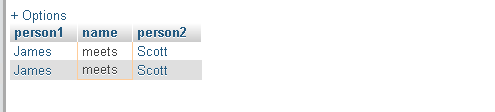 + Options
person1 name person2
James meets Scott
James meets Scott